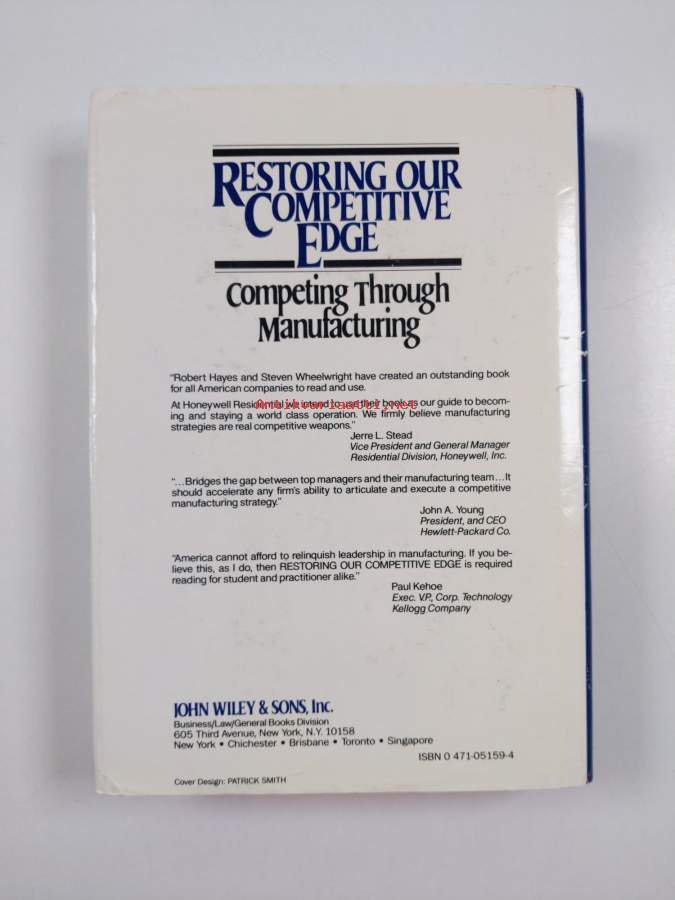 RESTORING OUR
COMPETITIVE
EDGE
Competing Through
Manufacturing
“Robert Hayes and Steven Wheelwright have created an outstanding book
for all American companies to read and use.
At Honeywell Residential we intend to use their book as our guide to becom-
ing and staying a world class operation. We firmly believe manufacturing
strategies are real competitive weapons.”
Jerre L. Stead
Vice President and General Manager
Residential Division, Honeywell, Inc.
“...Bridges the gap between top managers and their manufacturing team...It
should accelerate any firm's ability to articulate and execute a competitive
manufacturing strategy.”
John A. Young
President, and CEO
Hewlett-Packard Co.
“America cannot afford to relinquish leadership in manufacturing. If you be-
lieve this, as I do, then RESTORING OUR COMPETITIVE EDGE is required
reading for student and practitioner alike.”
Paul Kehoe
Exec. V.P., Corp. Technology
Kellogg Company
JOHN WILEY & SONS, Inc.
Business/Law/General Books Division
605 Third Avenue, New York, N.Y. 10158
New York • Chichester • Brisbane • Toronto • Singapore
ISBN 0 471-05159-4
Cover Design: PATRICK SMITH